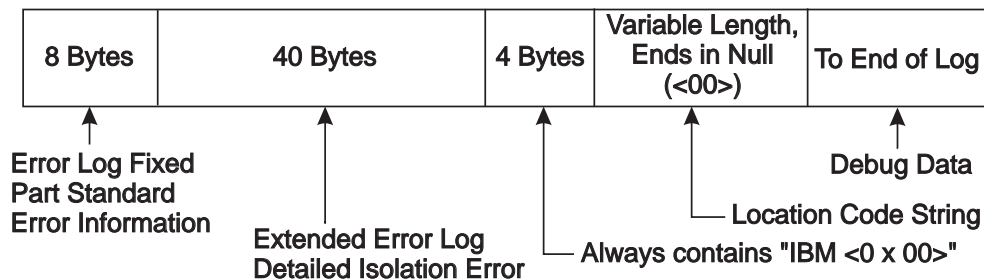 8 Bytes
40 Bytes
4 Bytes
Variable Length,
Ends in Null
(<00>)
To End of Log
Error Log Fixed
Part Standard
Error Information
Extended Error Log
Detailed Isolation Error
Always contains "IBM <0 x 00>"
Location Code String
Debug Data